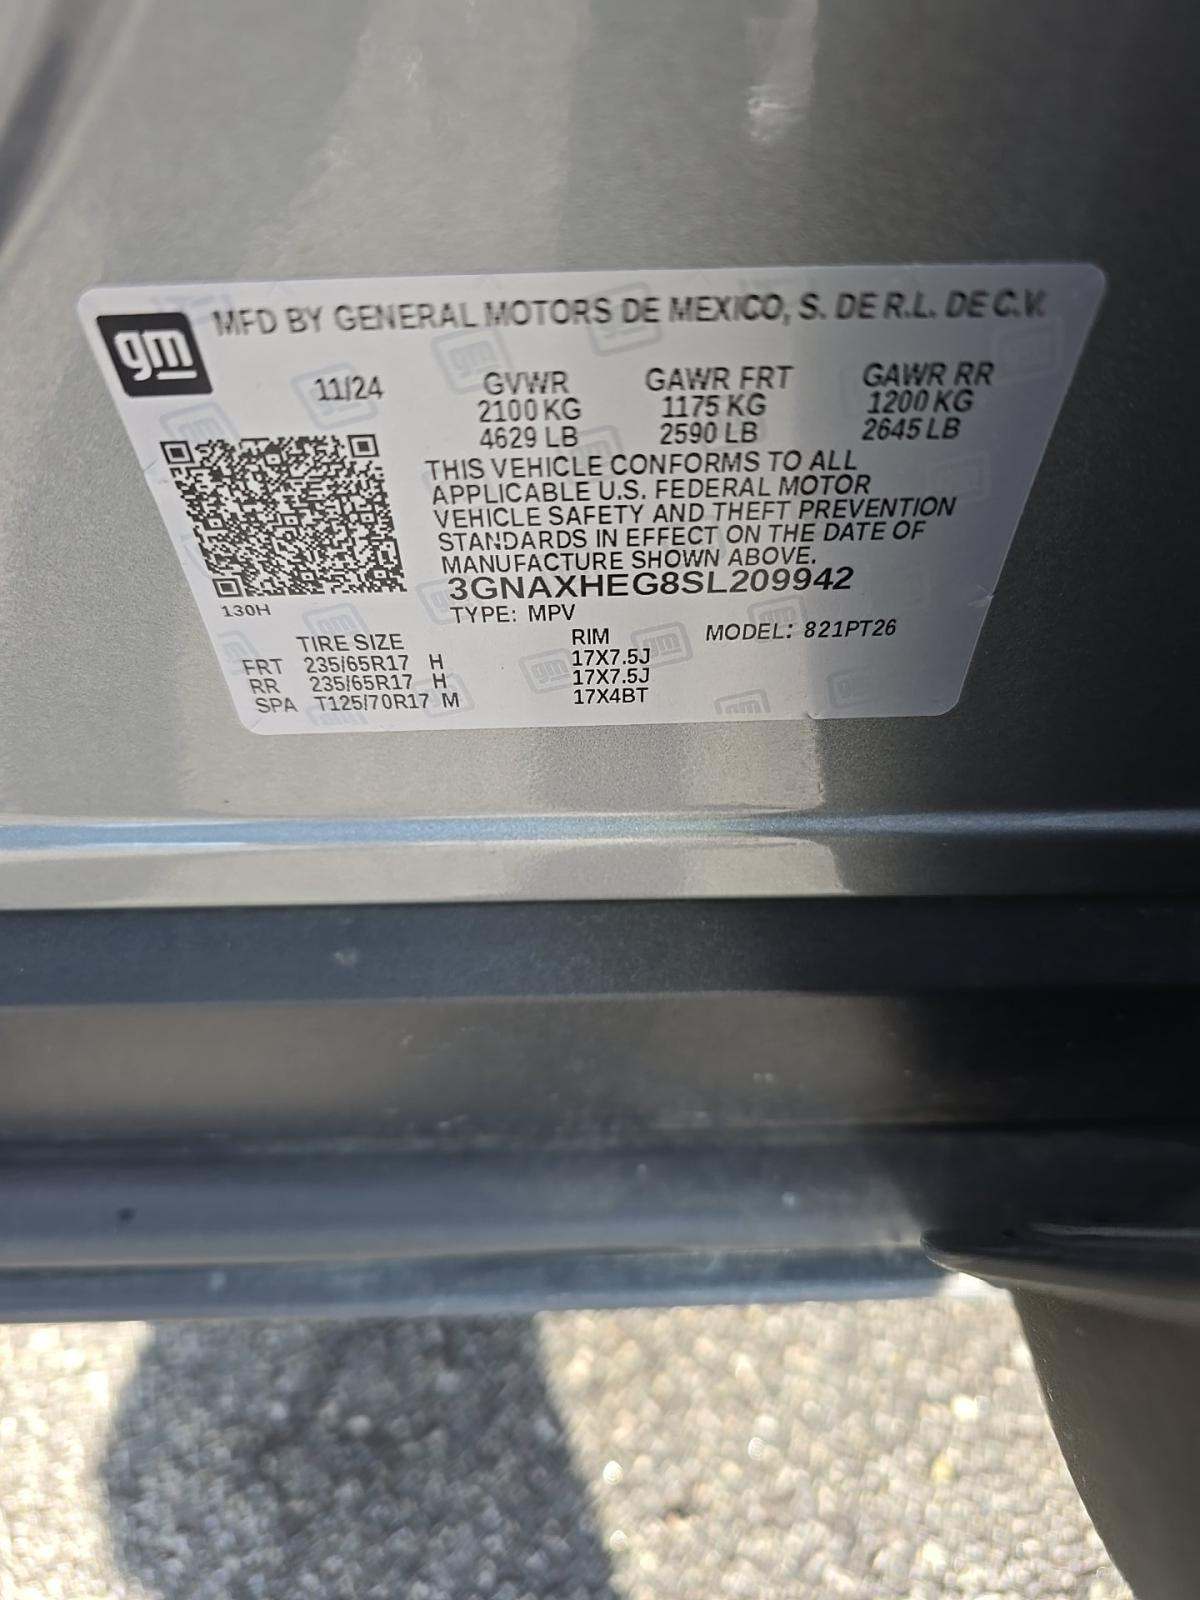 gm
MFD BY GENERAL MOTORS DE MEXICO, S. DE R.L. DE C.V.
11/24 GVWR GAWR FRT GAWR RR
2100 KG 1175 KG 1200 KG
4629 LB 2590 LB 2645 LB
THIS VEHICLE CONFORMS TO ALL
APPLICABLE U.S. FEDERAL MOTOR
VEHICLE SAFETY AND THEFT PREVENTION
STANDARDS IN EFFECT ON THE DATE OF
MANUFACTURE SHOWN ABOVE.
3GNAXHEG8SL209942
130H
TYPE: MPV
MODEL: 821PT26
TIRE SIZE RIM
FRT 235/65R17 H 17X7.5J
RR 235/65R17 H 17X7.5J
SPA T125/70R17 M 17X4BT